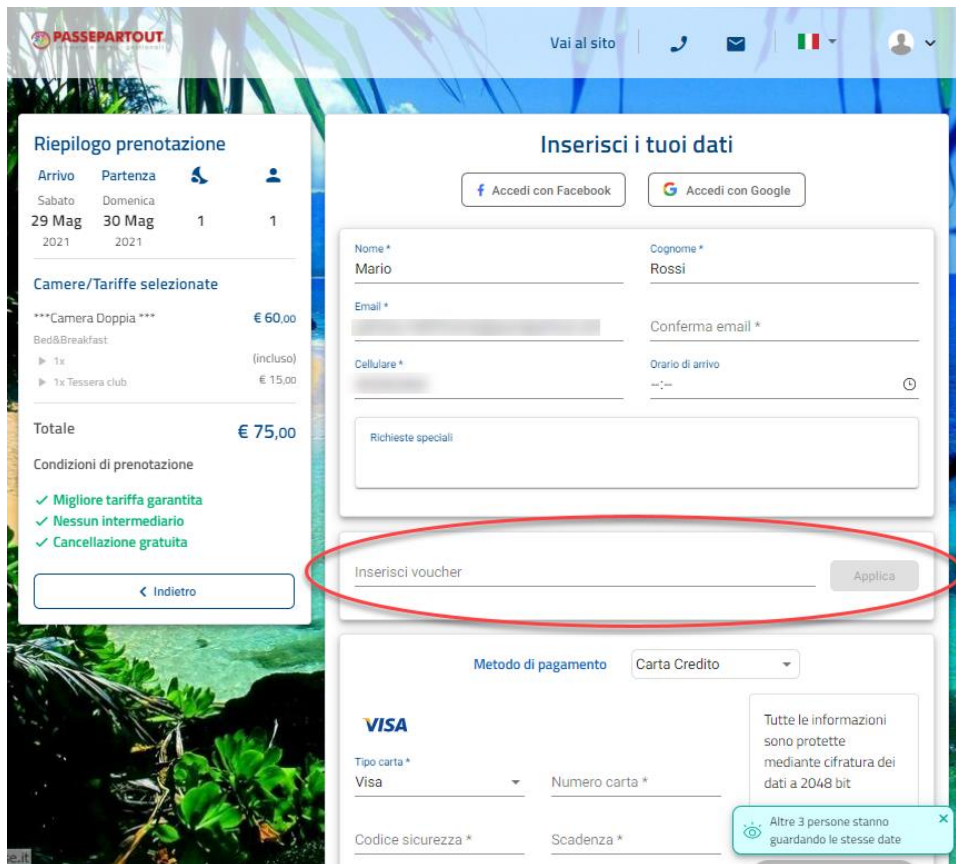 PASSEPARTOUT
Vai al sito
Riepilogo prenotazione
Arrivo Partenza
Sabato Domenica
29 Mag 30 Mag 1 1
2021 2021
Camere/Tariffe selezionate
***Camera Doppia *** € 60,00
Bed&Breakfast
1x (incluso)
1x Tessera club € 15,00
Totale € 75,00
Condizioni di prenotazione
Migliore tariffa garantita
Nessun intermediario
Cancellazione gratuita
Indietro
Inserisci i tuoi dati
Accedi con Facebook Accedi con Google
Nome * Cognome *
Mario Rossi
Email *
Conferma email *
Cellulare * Orario di arrivo
--:--
Richieste speciali
Inserisci voucher Applica
Metodo di pagamento Carta Credito
VISA
Tipo carta *
Visa Numero carta *
Codice sicurezza * Scadenza *
Tutte le informazioni
sono protette
mediante cifratura dei
dati a 2048 bit
Altre 3 persone stanno
guardando le stesse date